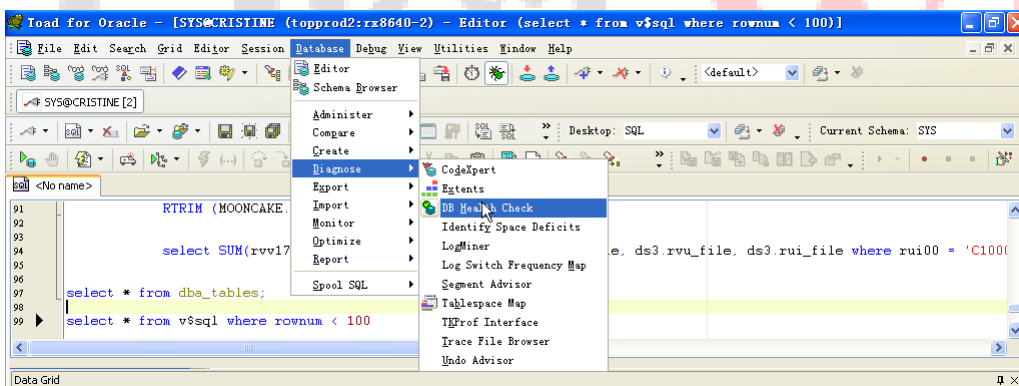 Toad for Oracle - [SYS@CRISTINE (topprod2:rx8640-2) - Editor (select * from v$sql where rownum < 100)]
File Edit Search Grid Editor Session Database Debug View Utilities Window Help
<default>
SYS@CRISTINE [2]
Desktop: SQL
Current Schema: SYS
sql <No name>
Editor
Schema Browser
Administer
Compare
Create
Diagnose
Export
Import
Monitor
Optimize
Report
Spool SQL
CodeXpert
Extents
DB Health Check
Identify Space Deficits
LogMiner
Log Switch Frequency Map
Segment Advisor
Tablespace Map
TKProf Interface
Trace File Browser
Undo Advisor
91 RTRIM (MOONCAKE.
92
93
94 select SUM(rvv17 e, ds3.rvu_file, ds3.rui_file where rui00 = 'C1000
95
96
97 select * from dba_tables;
98
99 select * from v$sql where rownum < 100
Data Grid